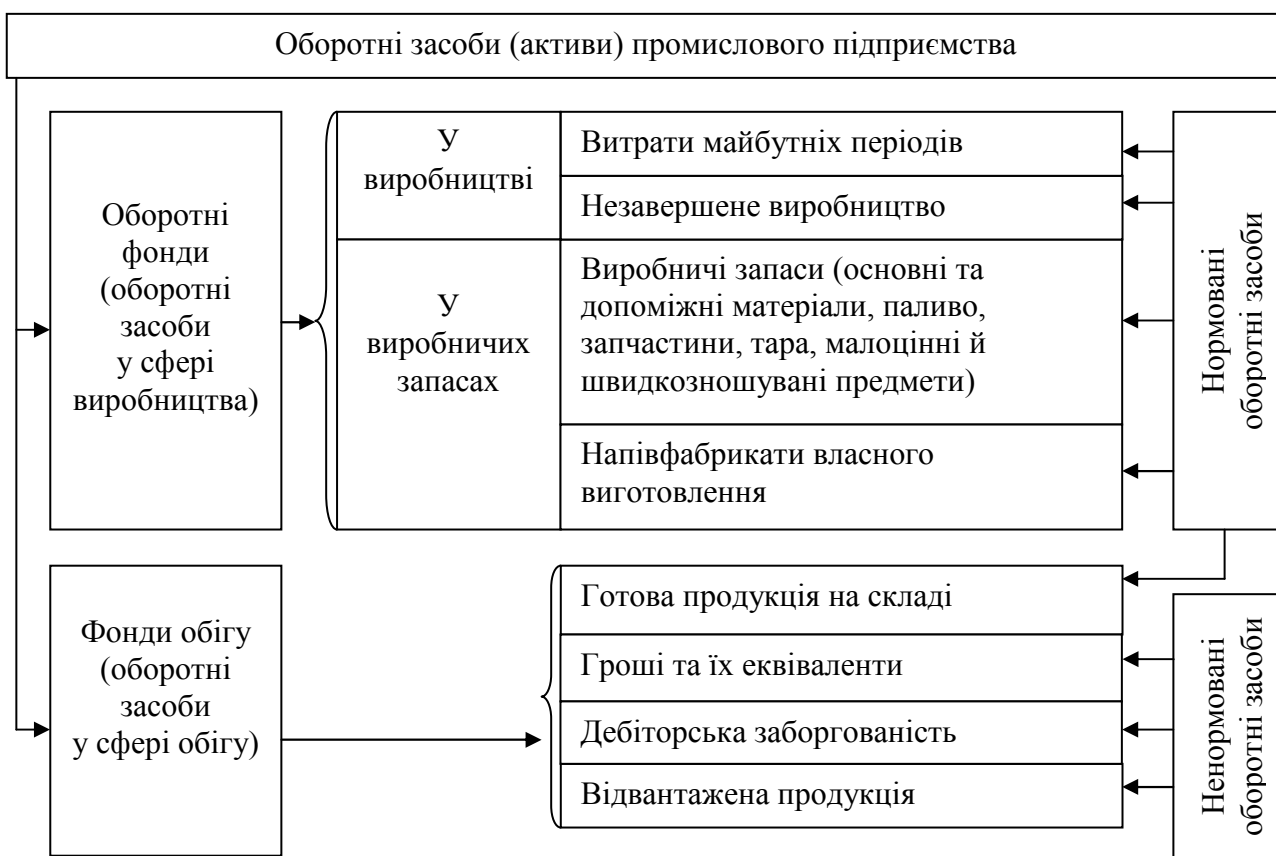 Оборотні засоби (активи) промислового підприємства
Оборотні
фонди
(оборотні
засоби
у сфері
виробництва)
У
виробництві
Витрати майбутніх періодів
Незавершене виробництво
У
виробничих
запасах
Виробничі запаси (основні та
допоміжні матеріали, паливо,
запчастини, тара, малоцінні й
швидкозношувані предмети)
Напівфабрикати власного
виготовлення
Нормовані
оборотні засоби
Фонди обігу
(оборотні
засоби
у сфері обігу)
Готова продукція на складі
Гроші та їх еквіваленти
Дебіторська заборгованість
Відвантажена продукція
Ненормовані
оборотні засоби